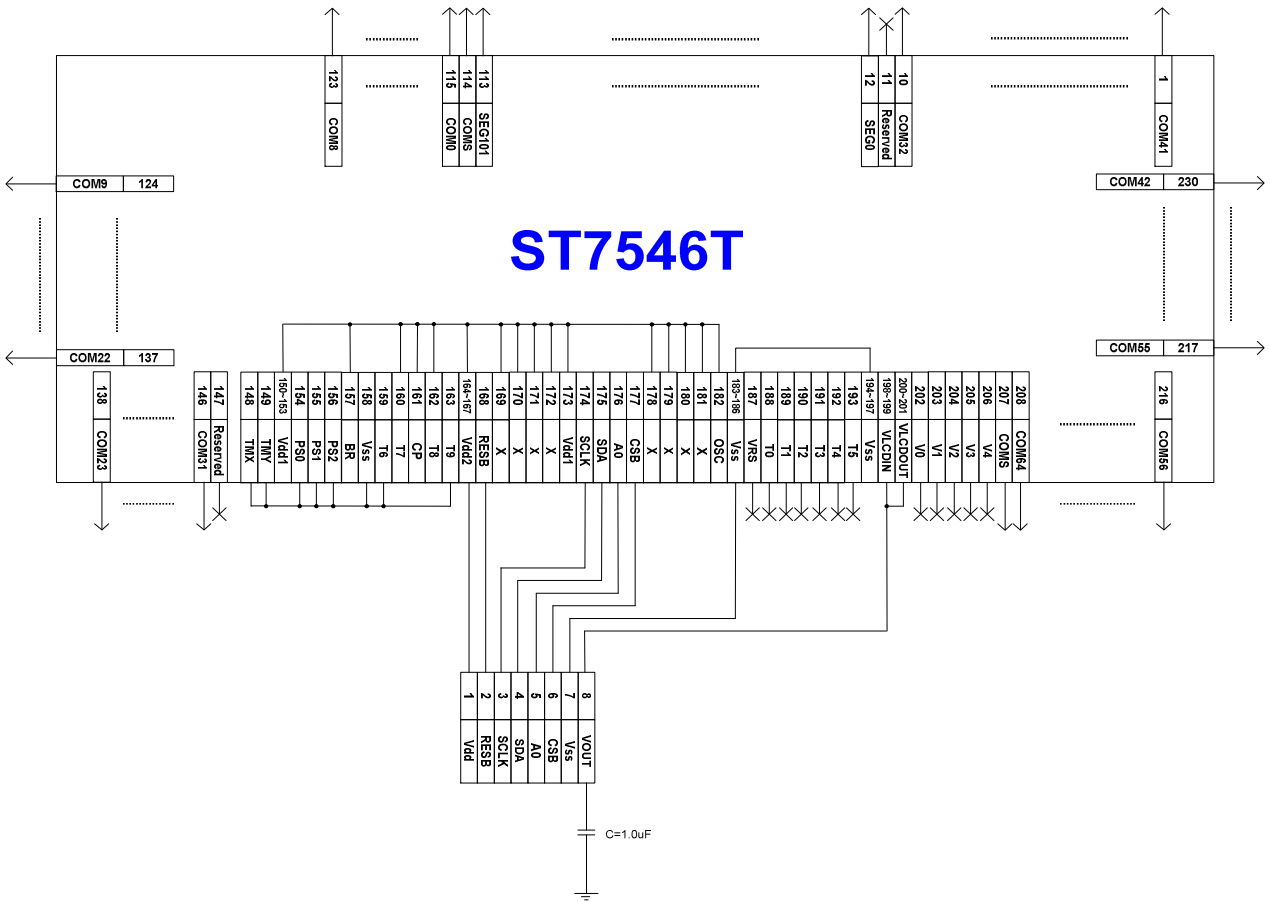 123 COM8
115 COM0
114 COMS
113 SEG101
12 SEG0
11 Reserved
10 COM32
1 COM41
COM9 124
COM42 230
ST7546T
COM22 137
COM55 217
138 COM23
146 COM31
147 Reserved
148 TMX
149 TMY
150~153 Vdd1
154 PS0
155 PS1
156 PS2
157 BR
158 Vss
159 T6
160 T7
161 CP
162 T8
163 T9
164~167 Vdd2
168 RESB
169 X
170 X
171 X
172 X
173 Vdd1
174 SCLK
175 SDA
176 A0
177 CSB
178 X
179 X
180 X
181 X
182 OSC
183~186 Vss
187 VRS
188 T0
189 T1
190 T2
191 T3
192 T4
193 T5
194~197 Vss
198~199 VLCDIN
200~201 VLCDOUT
202 V0
203 V1
204 V2
205 V3
206 V4
207 COMS
208 COM64
216 COM56
1 Vdd
2 RESB
3 SCLK
4 SDA
5 A0
6 CSB
7 Vss
8 VOUT
C=1.0uF